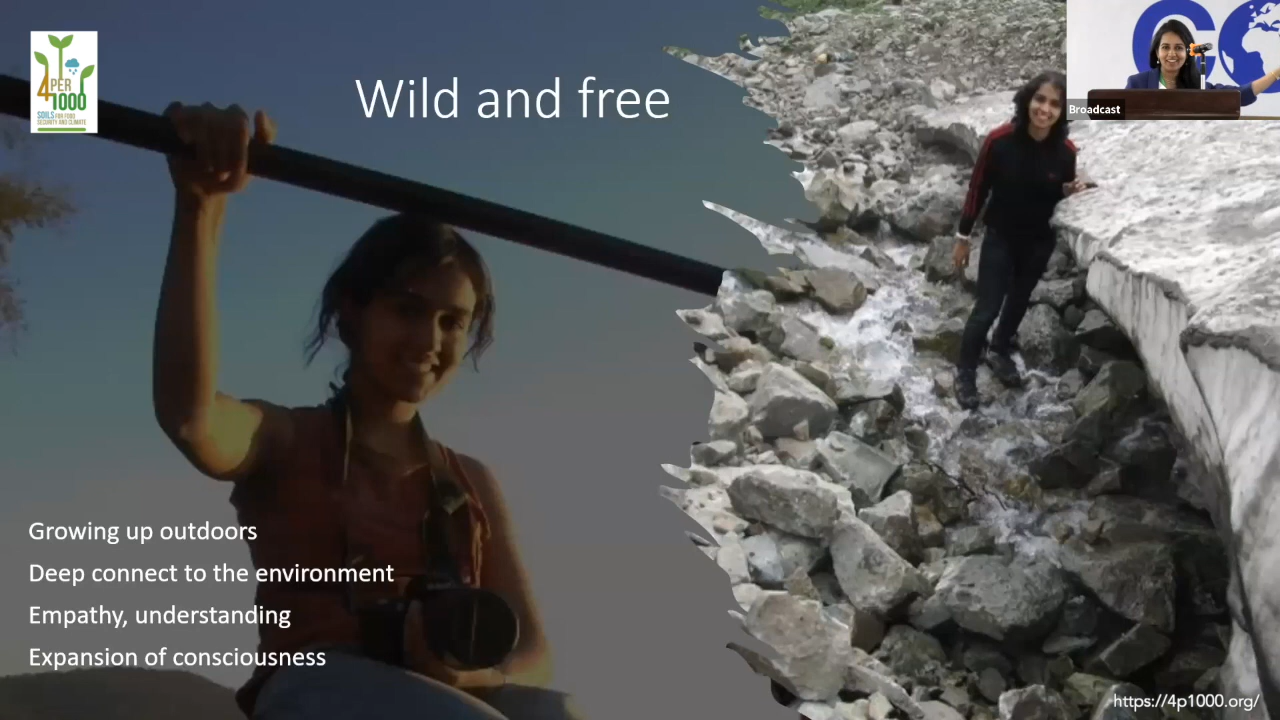 4 PER
1000
SOILS FOR FOOD
SECURITY AND CLIMATE
Wild and free
Broadcast
Growing up outdoors
Deep connect to the environment
Empathy, understanding
Expansion of consciousness
https://4p1000.org/